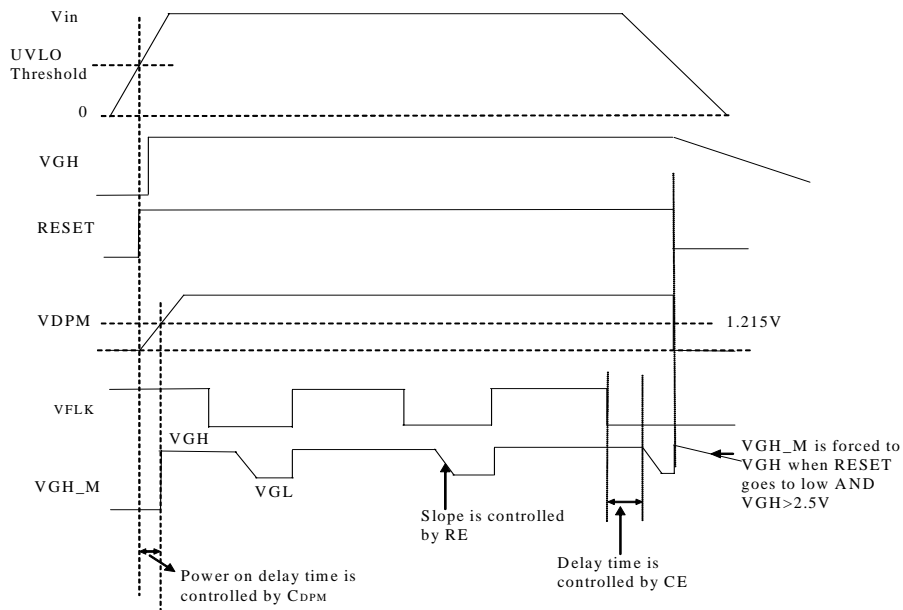 Vin
UVLO
Threshold
0
VGH
RESET
VDPM
1.215V
VFLK
VGH
VGH_M
VGL
VGH_M is forced to
VGH when RESET
goes to low AND
VGH>2.5V
Slope is controlled
by RE
Delay time is
controlled by CE
Power on delay time is
controlled by CDPM